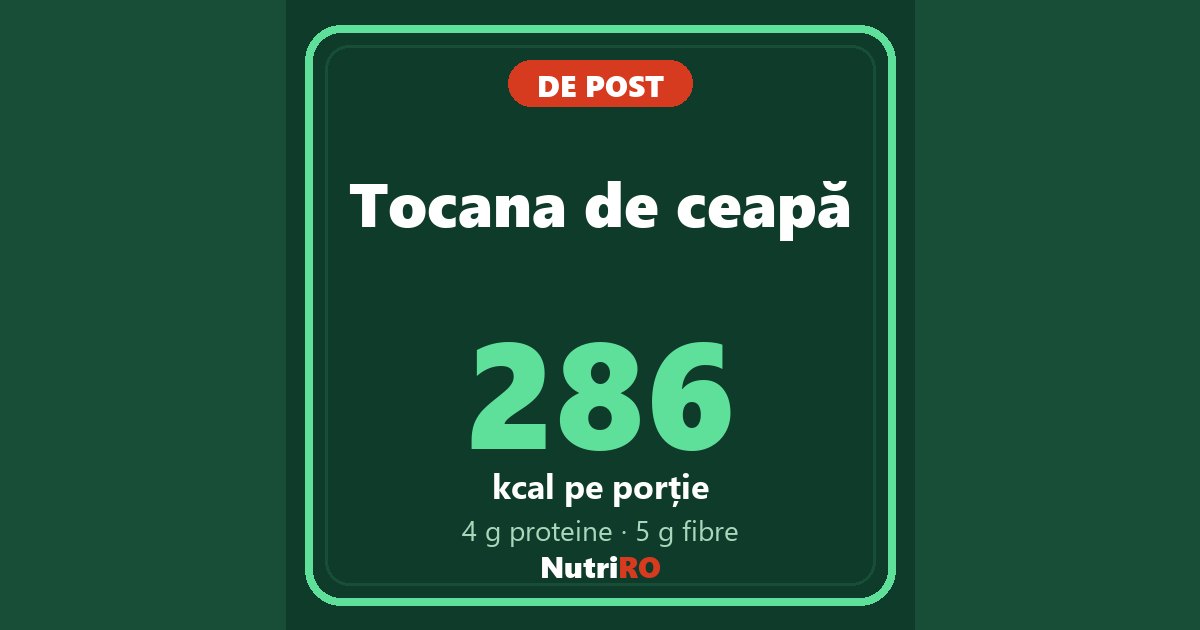 DE POST
Tocana de ceapă
286
kcal pe porție
4 g proteine · 5 g fibre
NutriRO